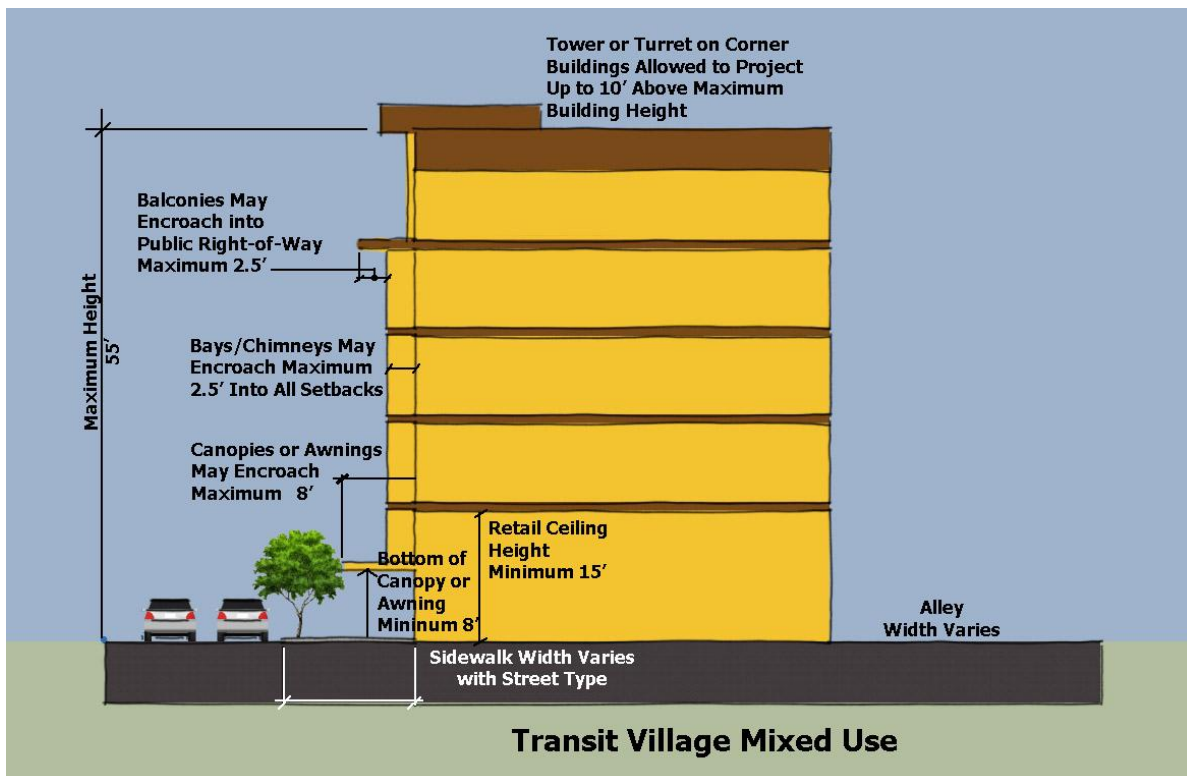 Tower or Turret on Corner
Buildings Allowed to Project
Up to 10′ Above Maximum
Building Height
Balconies May
Encroach into
Public Right-of-Way
Maximum 2.5′
Maximum Height
55′
Bays/Chimneys May
Encroach Maximum
2.5′ Into All Setbacks
Canopies or Awnings
May Encroach
Maximum 8′
Retail Ceiling
Height
Minimum 15′
Bottom of
Canopy or
Awning
Mininum 8′
Alley
Width Varies
Sidewalk Width Varies
with Street Type
Transit Village Mixed Use